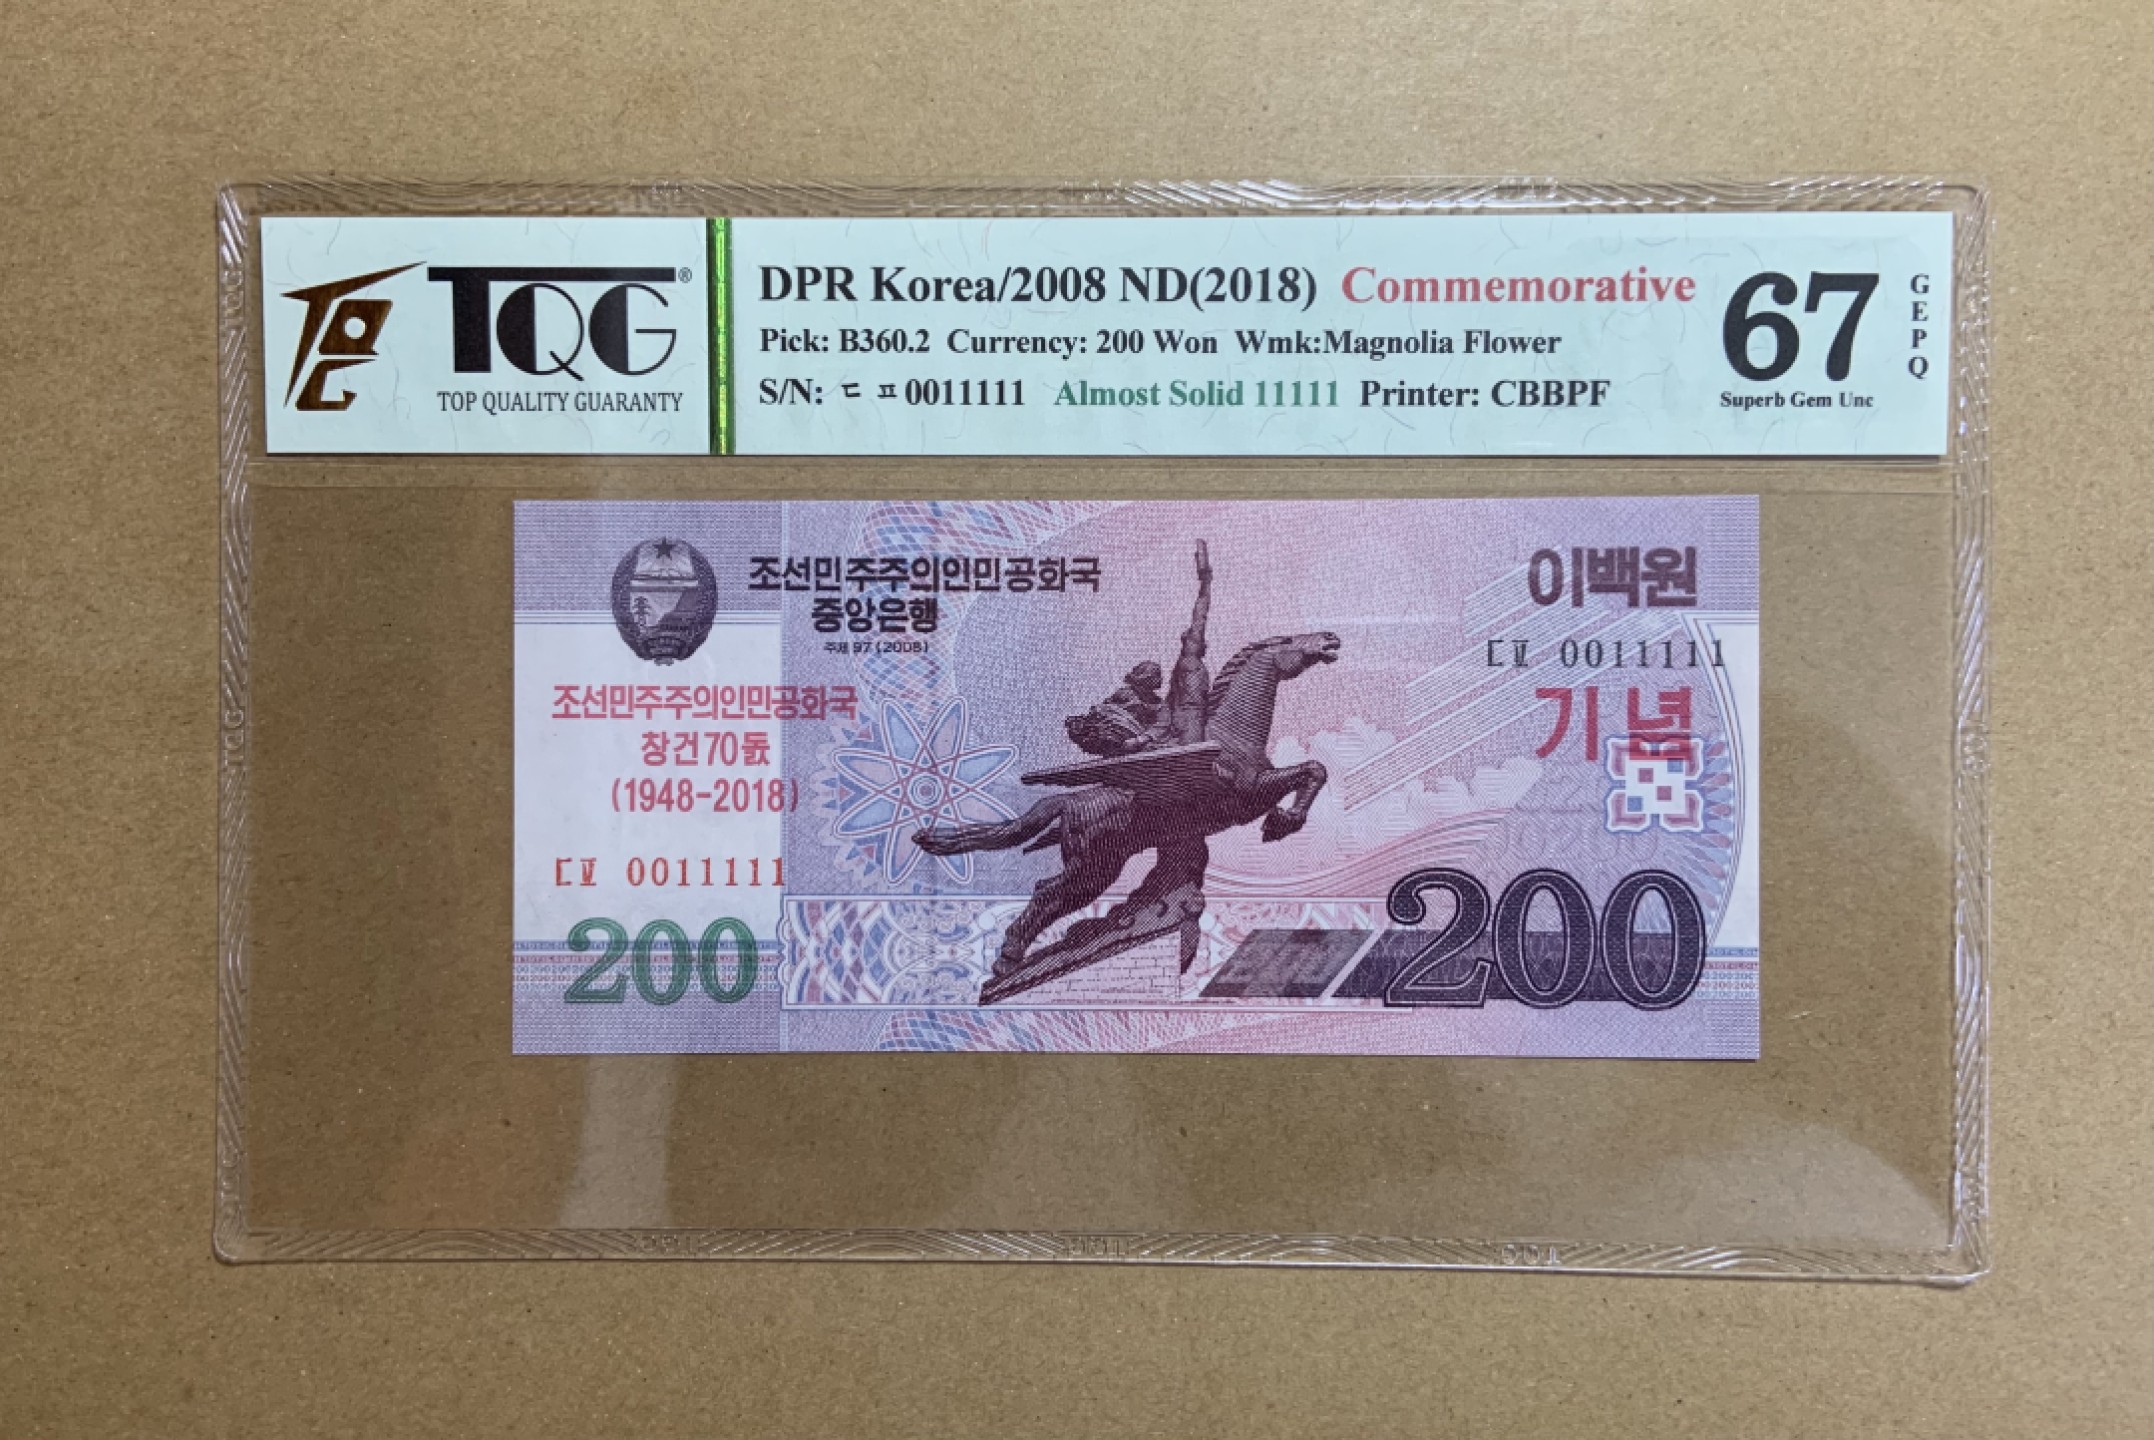 TQG®
TOP QUALITY GUARANTY
DPR Korea/2008 ND(2018) Commemorative
Pick: B360.2 Currency: 200 Won Wmk:Magnolia Flower
S/N: ㄷ ㅍ 0011111 Almost Solid 11111 Printer: CBBPF
67
Superb Gem Unc
GEPQ
조선민주주의인민공화국
중앙은행
주체97(2008)
이백원
ㄷㅍ 0011111
기념
조선민주주의인민공화국
창건70돐
(1948-2018)
ㄷㅍ 0011111
200
200